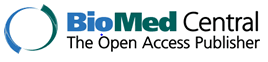 BioMed Central
The Open Access Publisher